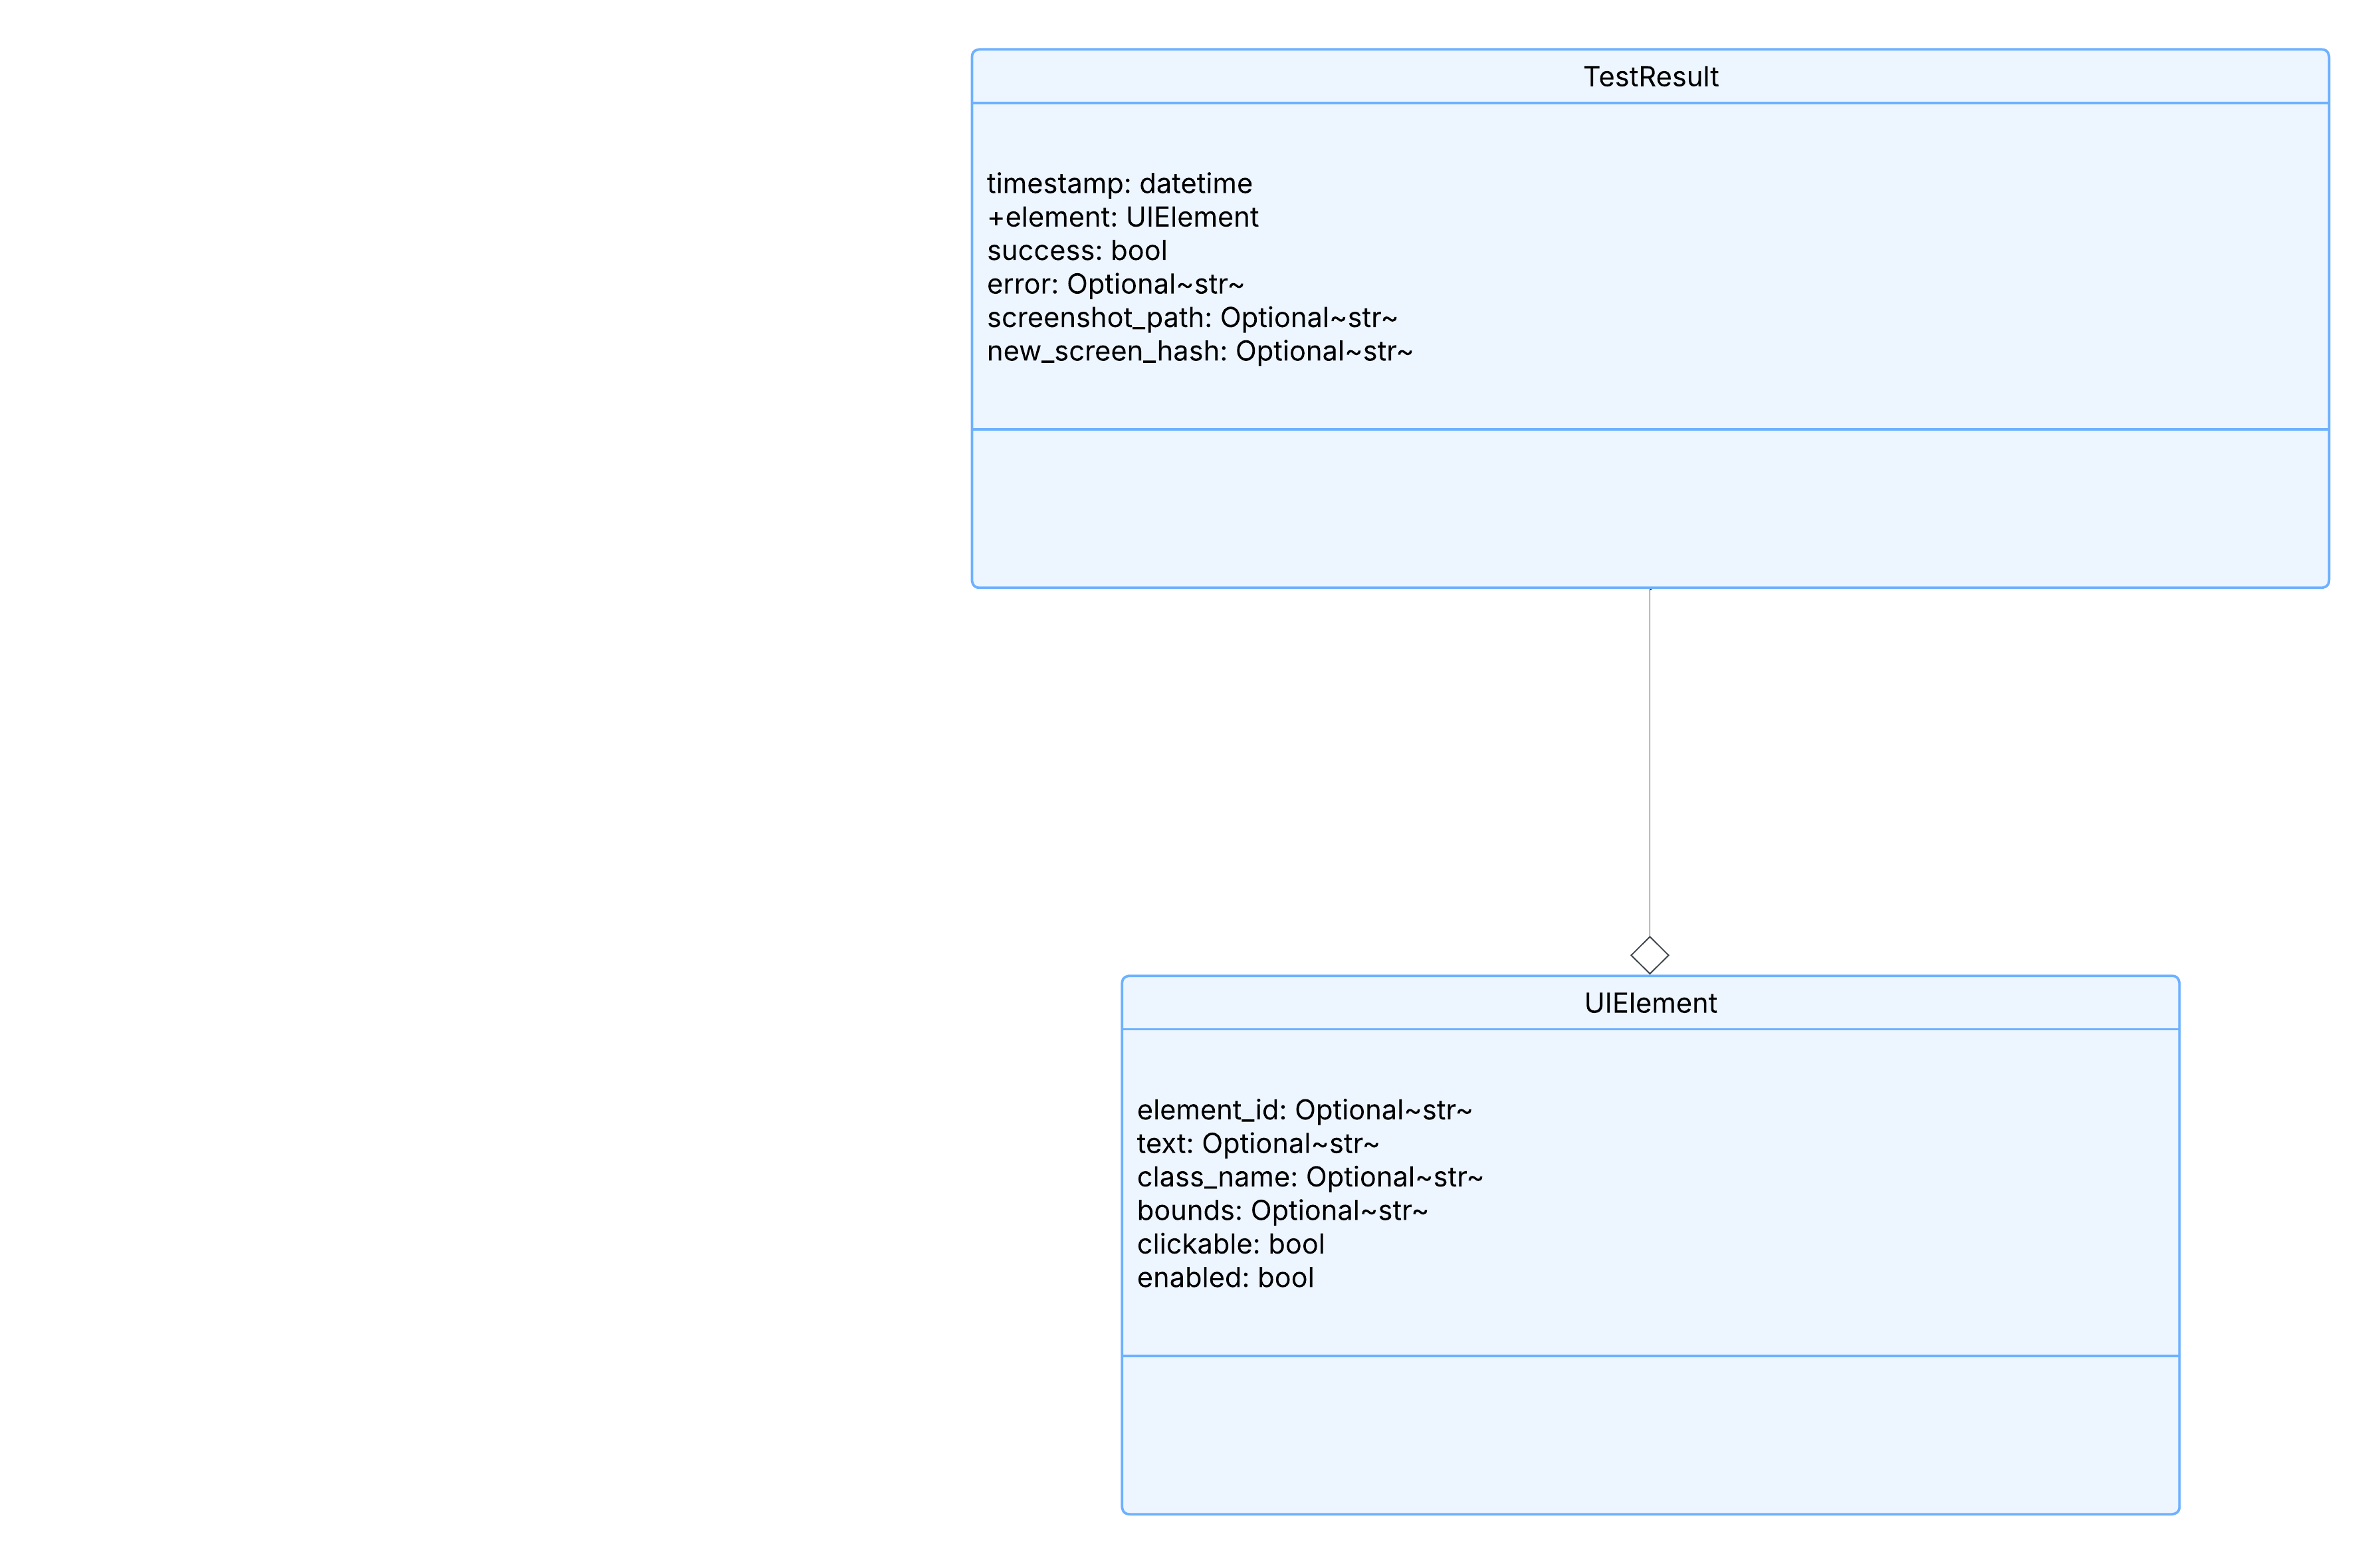 TestResult
timestamp: datetime
+element: UIElement
success: bool
error: Optional~str~
screenshot_path: Optional~str~
new_screen_hash: Optional~str~
UIElement
element_id: Optional~str~
text: Optional~str~
class_name: Optional~str~
bounds: Optional~str~
clickable: bool
enabled: bool